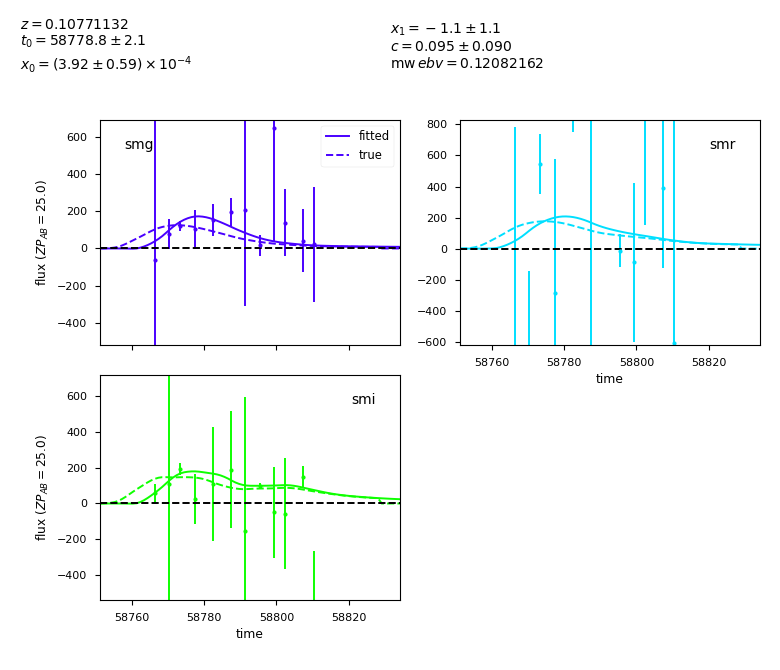 z = 0.10771132
t₀ = 58778.8 ± 2.1
x₀ = (3.92 ± 0.59) × 10⁻⁴
x₁ = −1.1 ± 1.1
c = 0.095 ± 0.090
mw ebv = 0.12082162
smg
fitted
true
600
400
200
0
−200
−400
flux (ZP_AB = 25.0)
smr
800
600
400
200
0
−200
−400
−600
58760 58780 58800 58820
time
smi
600
400
200
0
−200
−400
flux (ZP_AB = 25.0)
58760 58780 58800 58820
time